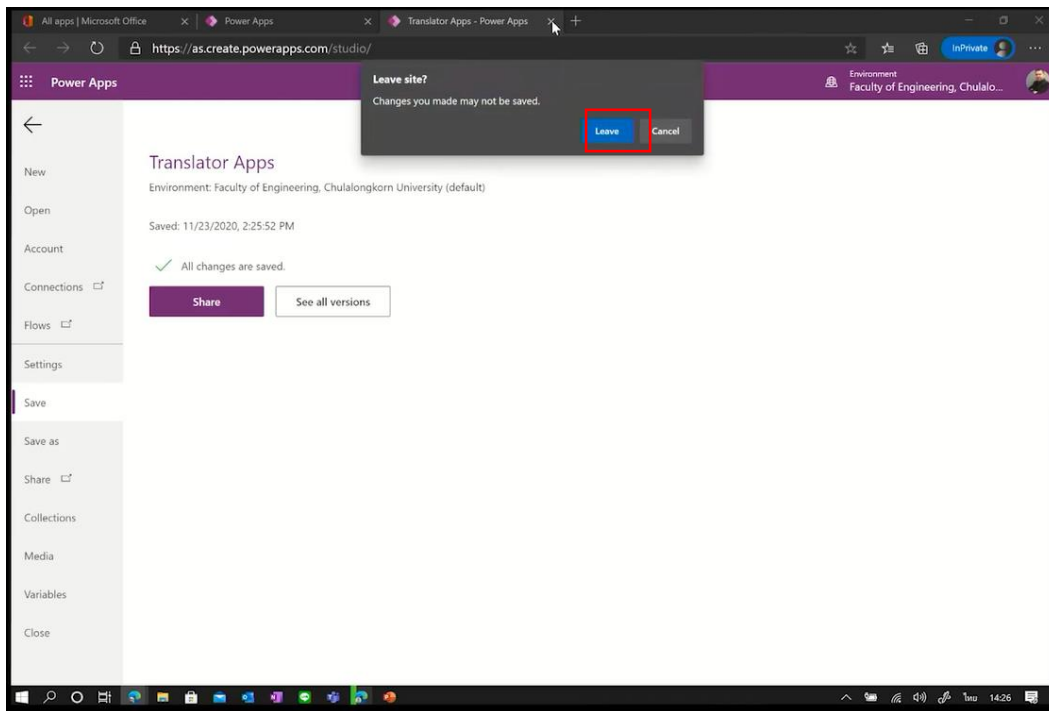 All apps | Microsoft Office
Power Apps
Translator Apps - Power Apps
https://as.create.powerapps.com/studio/
InPrivate
Power Apps
Environment
Faculty of Engineering, Chulalo...
Leave site?
Changes you made may not be saved.
Leave
Cancel
New
Open
Account
Connections
Flows
Settings
Save
Save as
Share
Collections
Media
Variables
Close
Translator Apps
Environment: Faculty of Engineering, Chulalongkorn University (default)
Saved: 11/23/2020, 2:25:52 PM
All changes are saved.
Share
See all versions
ไทย
14:26